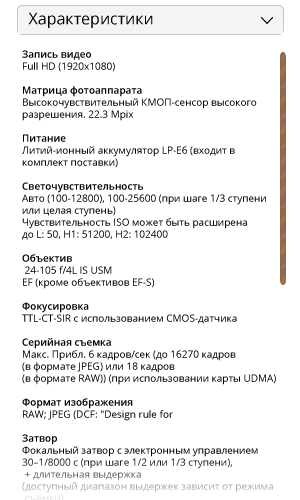 Характеристики
Запись видео
Full HD (1920x1080)
Матрица фотоаппарата
Высокочувствительный КМОП-сенсор высокого
разрешения. 22.3 Mpix
Питание
Литий-ионный аккумулятор LP-E6 (входит в
комплект поставки)
Светочувствительность
Авто (100-12800), 100-25600 (при шаге 1/3 ступени
или целая ступень)
Чувствительность ISO может быть расширена
до L: 50, H1: 51200, H2: 102400
Объектив
24-105 f/4L IS USM
EF (кроме объективов EF-S)
Фокусировка
TTL-CT-SIR с использованием CMOS-датчика
Серийная съемка
Макс. Прибл. 6 кадров/сек (до 16270 кадров
(в формате JPEG) или 18 кадров
(в формате RAW)) (при использовании карты UDMA)
Формат изображения
RAW; JPEG (DCF: "Design rule for
Затвор
Фокальный затвор с электронным управлением
30–1/8000 с (при шаге 1/2 или 1/3 ступени),
+ длительная выдержка
(доступный диапазон выдержек зависит от режима
съёмки)